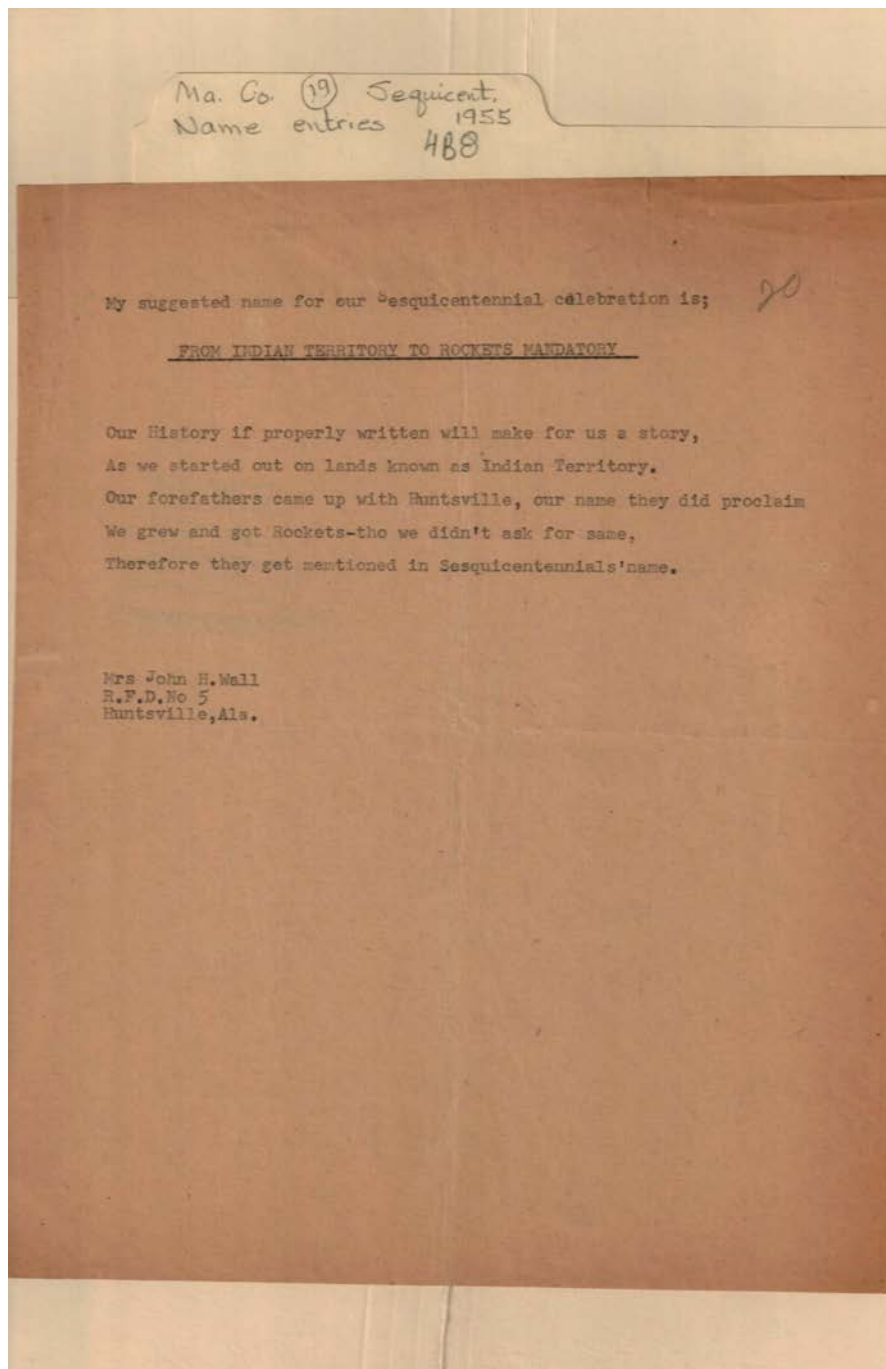 Ma. Co. (19) Sequicent.
Name entries 1955
4B8
20
My suggested name for our Sesquicentennial celebration is;
FROM INDIAN TERRITORY TO ROCKETS MANDATORY
Our History if properly written will make for us a story,
As we started out on lands known as Indian Territory.
Our forefathers came up with Huntsville, our name they did proclaim
We grew and got Rockets-tho we didn't ask for same,
Therefore they get mentioned in Sesquicentennials'name.
Mrs John H.Wall
R.F.D.No 5
Huntsville,Ala.